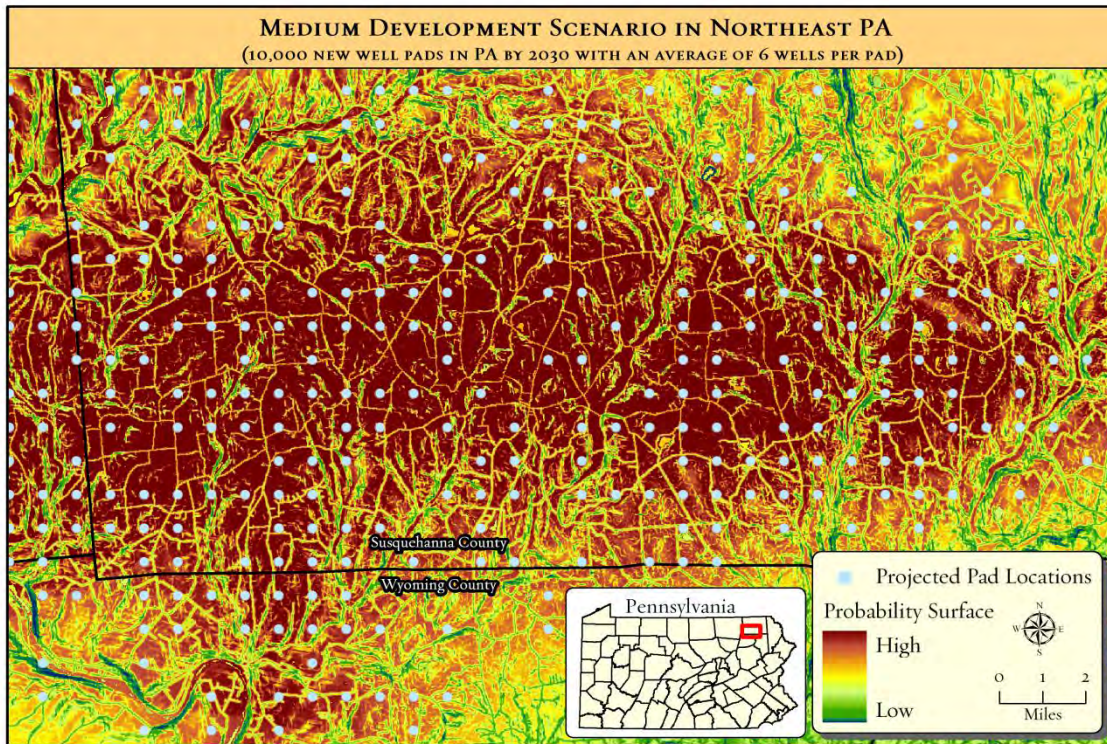 Medium Development Scenario in Northeast PA
(10,000 new well pads in PA by 2030 with an average of 6 wells per pad)
Susquehanna County
Wyoming County
Pennsylvania
Projected Pad Locations
Probability Surface
High
Low
N
W E
S
0 1 2
Miles